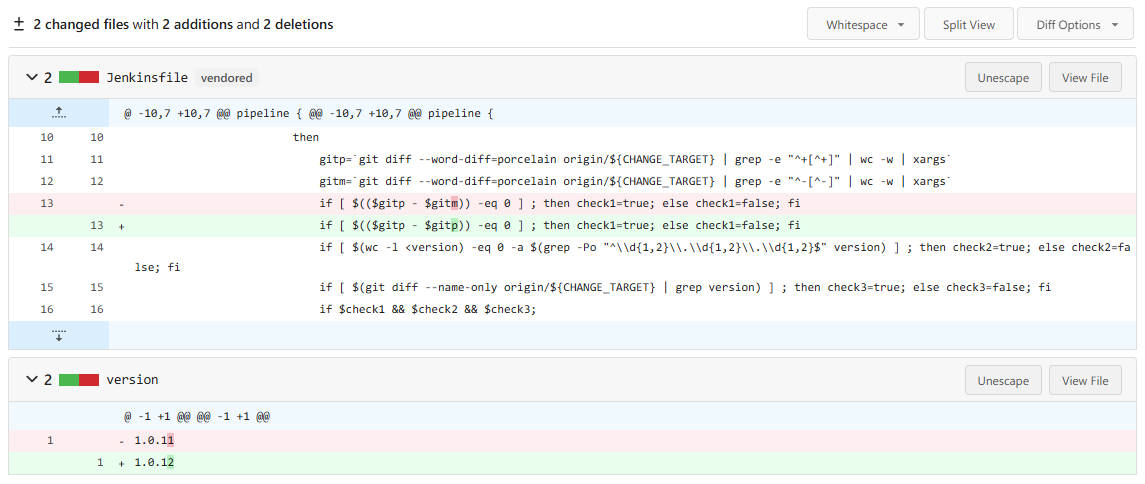 2 changed files with 2 additions and 2 deletions
Whitespace
Split View
Diff Options
2 Jenkinsfile vendored
Unescape
View File
@ -10,7 +10,7 @@ pipeline { @@ -10,7 +10,7 @@ pipeline {
10 10 then
11 11 gitp=`git diff --word-diff=porcelain origin/${CHANGE_TARGET} | grep -e "^+[^+]" | wc -w | xargs`
12 12 gitm=`git diff --word-diff=porcelain origin/${CHANGE_TARGET} | grep -e "^-[^-]" | wc -w | xargs`
13 - if [ $(($gitp - $gitm)) -eq 0 ] ; then check1=true; else check1=false; fi
13 + if [ $(($gitp - $gitp)) -eq 0 ] ; then check1=true; else check1=false; fi
14 14 if [ $(wc -l <version) -eq 0 -a $(grep -Po "^\\d{1,2}\\.\\d{1,2}\\.\\d{1,2}$" version) ] ; then check2=true; else check2=fa
lse; fi
15 15 if [ $(git diff --name-only origin/${CHANGE_TARGET} | grep version) ] ; then check3=true; else check3=false; fi
16 16 if $check1 && $check2 && $check3;
2 version
Unescape
View File
@ -1 +1 @@ @@ -1 +1 @@
1 - 1.0.11
1 + 1.0.12